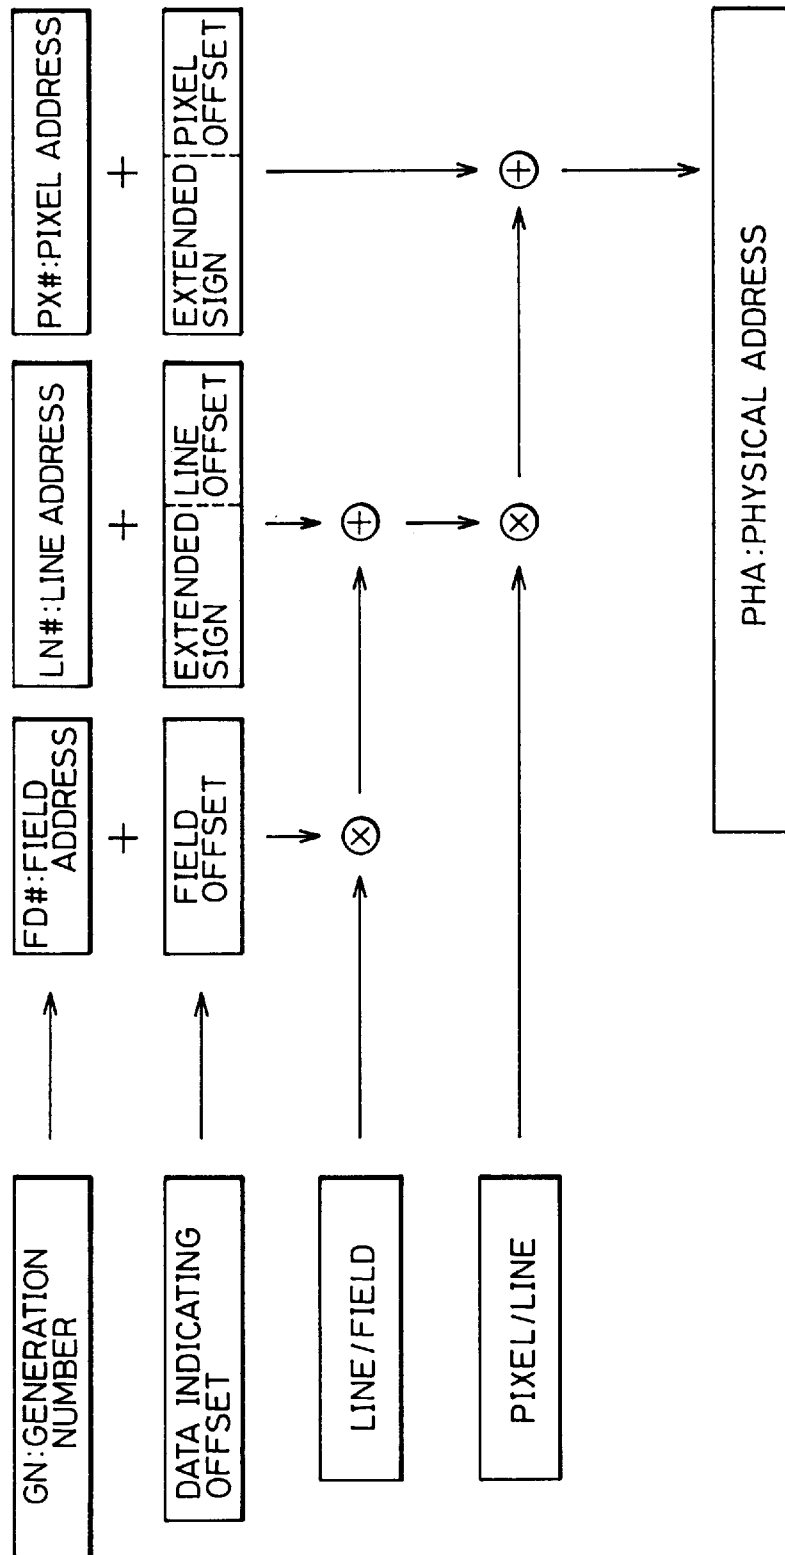 GN:GENERATION
NUMBER
FD#:FIELD
ADDRESS
LN#:LINE ADDRESS
PX#:PIXEL ADDRESS
+
+
+
DATA INDICATING
OFFSET
FIELD
OFFSET
EXTENDED
SIGN
LINE
OFFSET
EXTENDED
SIGN
PIXEL
OFFSET
LINE/FIELD
×
+
PIXEL/LINE
×
+
PHA:PHYSICAL ADDRESS